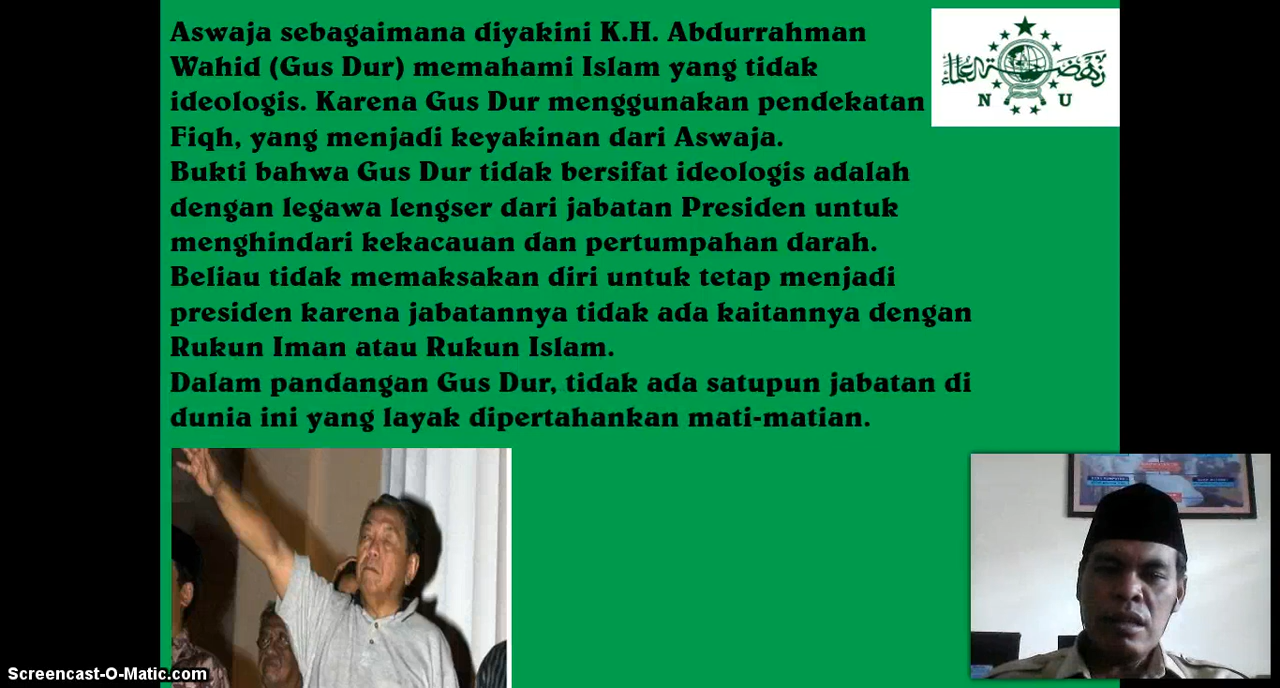 Aswaja sebagaimana diyakini K.H. Abdurrahman
Wahid (Gus Dur) memahami Islam yang tidak
ideologis. Karena Gus Dur menggunakan pendekatan
Fiqh, yang menjadi keyakinan dari Aswaja.
Bukti bahwa Gus Dur tidak bersifat ideologis adalah
dengan legawa lengser dari jabatan Presiden untuk
menghindari kekacauan dan pertumpahan darah.
Beliau tidak memaksakan diri untuk tetap menjadi
presiden karena jabatannya tidak ada kaitannya dengan
Rukun Iman atau Rukun Islam.
Dalam pandangan Gus Dur, tidak ada satupun jabatan di
dunia ini yang layak dipertahankan mati-matian.
نهضة العلماء
N U
Screencast-O-Matic.com